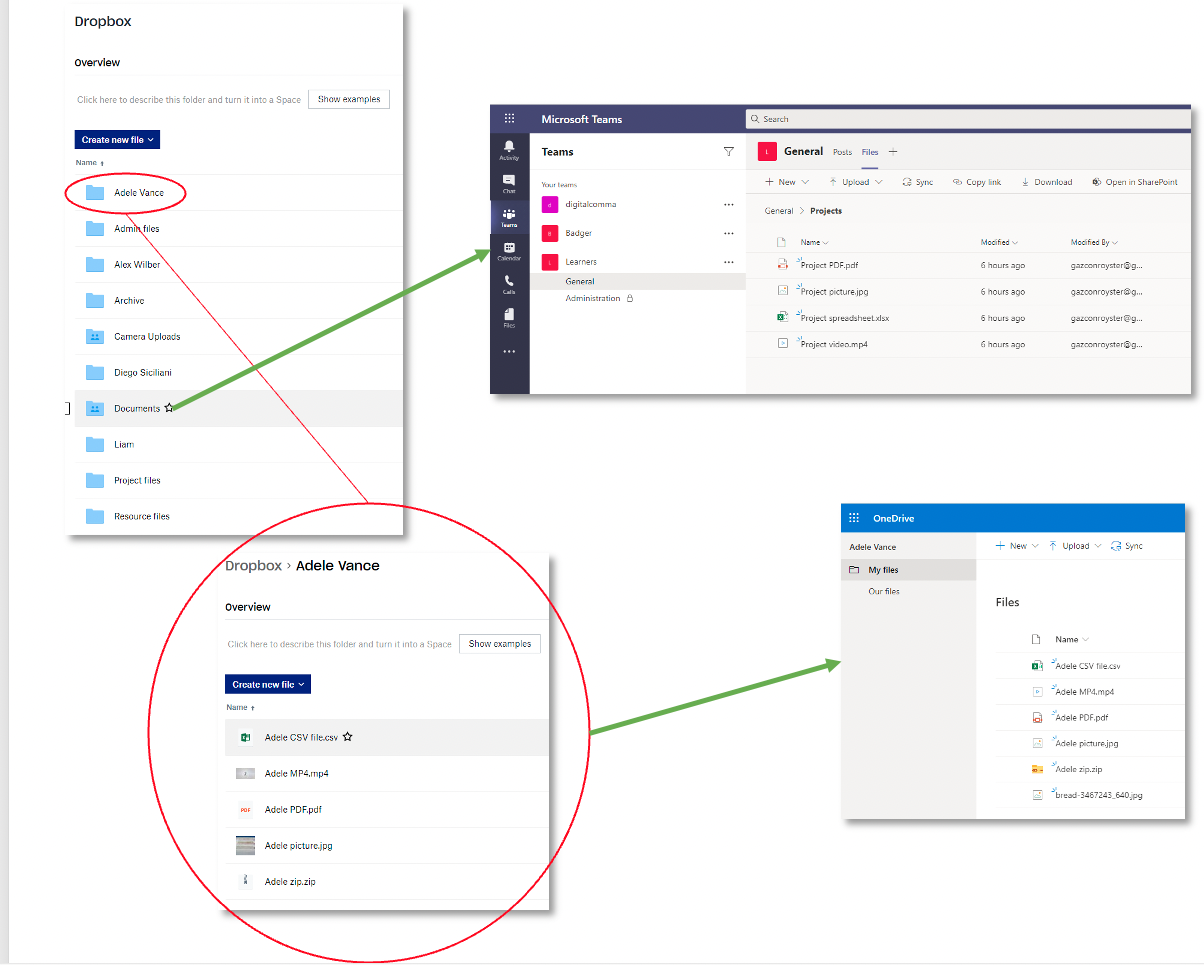 Dropbox
Overview
Click here to describe this folder and turn it into a Space
Show examples
Create new file
Name
Adele Vance
Admin files
Alex Wilber
Archive
Camera Uploads
Diego Siciliani
Documents
Liam
Project files
Resource files
Microsoft Teams
Search
Activity
Chat
Teams
Calendar
Calls
Files
Teams
Your teams
d digitalcomma
B Badger
L Learners
General
Administration
L General Posts Files
New Upload Sync Copy link Download Open in SharePoint
General > Projects
Name Modified Modified By
Project PDF.pdf 6 hours ago gazconroyster@g...
Project picture.jpg 6 hours ago gazconroyster@g...
Project spreadsheet.xlsx 6 hours ago gazconroyster@g...
Project video.mp4 6 hours ago gazconroyster@g...
Dropbox › Adele Vance
Overview
Click here to describe this folder and turn it into a Space
Show examples
Create new file
Name
Adele CSV file.csv
Adele MP4.mp4
PDF Adele PDF.pdf
Adele picture.jpg
Adele zip.zip
OneDrive
Adele Vance
My files
Our files
New Upload Sync
Files
Name
Adele CSV file.csv
Adele MP4.mp4
Adele PDF.pdf
Adele picture.jpg
Adele zip.zip
bread-3467243_640.jpg